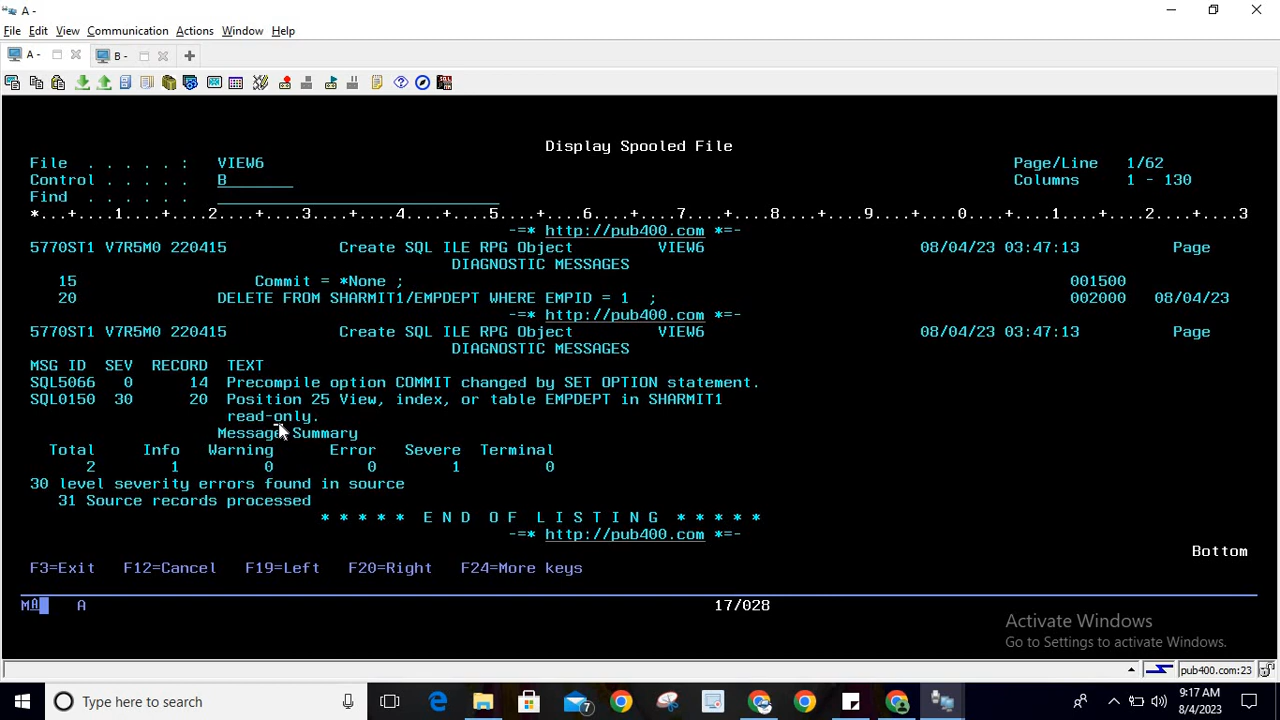 A -
File Edit View Communication Actions Window Help
A - B -
Display Spooled File
File . . . . . : VIEW6 Page/Line 1/62
Control . . . . . B Columns 1 - 130
Find . . . . . .
*...+....1....+....2....+....3....+....4....+....5....+....6....+....7....+....8....+....9....+....0....+....1....+....2....+....3
-=* http://pub400.com *=-
5770ST1 V7R5M0 220415 Create SQL ILE RPG Object VIEW6 08/04/23 03:47:13 Page
DIAGNOSTIC MESSAGES
15 Commit = *None ; 001500
20 DELETE FROM SHARMIT1/EMPDEPT WHERE EMPID = 1 ; 002000 08/04/23
-=* http://pub400.com *=-
5770ST1 V7R5M0 220415 Create SQL ILE RPG Object VIEW6 08/04/23 03:47:13 Page
DIAGNOSTIC MESSAGES
MSG ID SEV RECORD TEXT
SQL5066 0 14 Precompile option COMMIT changed by SET OPTION statement.
SQL0150 30 20 Position 25 View, index, or table EMPDEPT in SHARMIT1
read-only.
Message Summary
Total Info Warning Error Severe Terminal
2 1 0 0 1 0
30 level severity errors found in source
31 Source records processed
* * * * * E N D O F L I S T I N G * * * * *
-=* http://pub400.com *=-
Bottom
F3=Exit F12=Cancel F19=Left F20=Right F24=More keys
MA A 17/028
Activate Windows
Go to Settings to activate Windows.
pub400.com:23
Type here to search
7
9:17 AM
8/4/2023